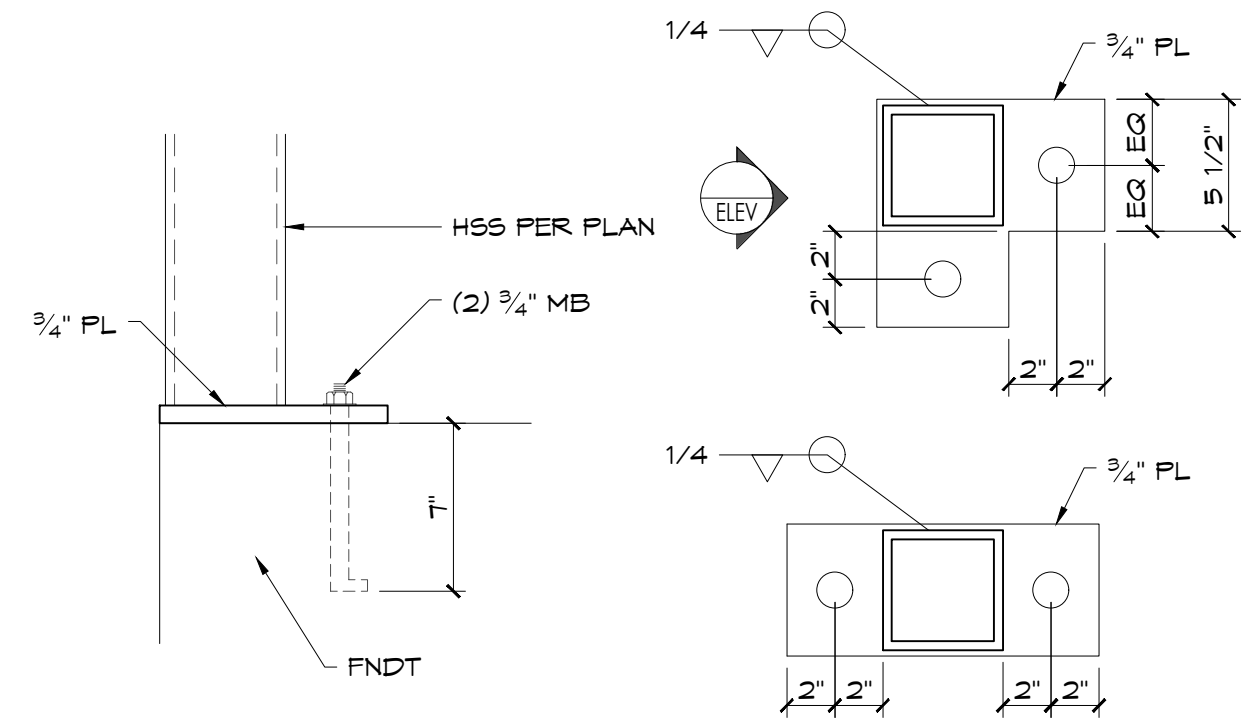 HSS PER PLAN
(2) 3/4" MB
3/4" PL
7"
FNDT
1/4
3/4" PL
ELEV
EQ
EQ
5 1/2"
2"
2"
2"
2"
1/4
3/4" PL
2"
2"
2"
2"